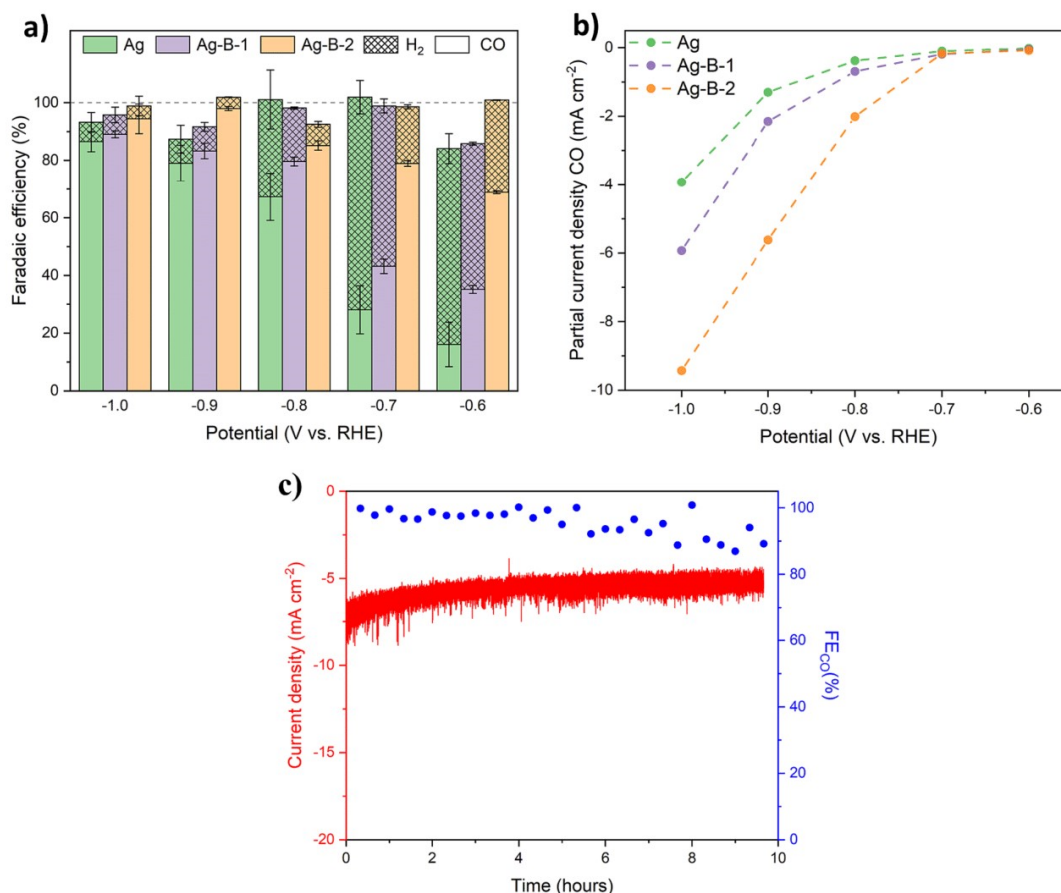 a)
Ag Ag-B-1 Ag-B-2 H₂ CO
Faradaic efficiency (%)
100
80
60
40
20
0
-1.0 -0.9 -0.8 -0.7 -0.6
Potential (V vs. RHE)
b)
Ag
Ag-B-1
Ag-B-2
Partial current density CO (mA cm⁻²)
0
-2
-4
-6
-8
-10
-1.0 -0.9 -0.8 -0.7 -0.6
Potential (V vs. RHE)
c)
Current density (mA cm⁻²)
0
-5
-10
-15
-20
0 2 4 6 8 10
Time (hours)
100
80
60
40
20
0
FE_CO(%)